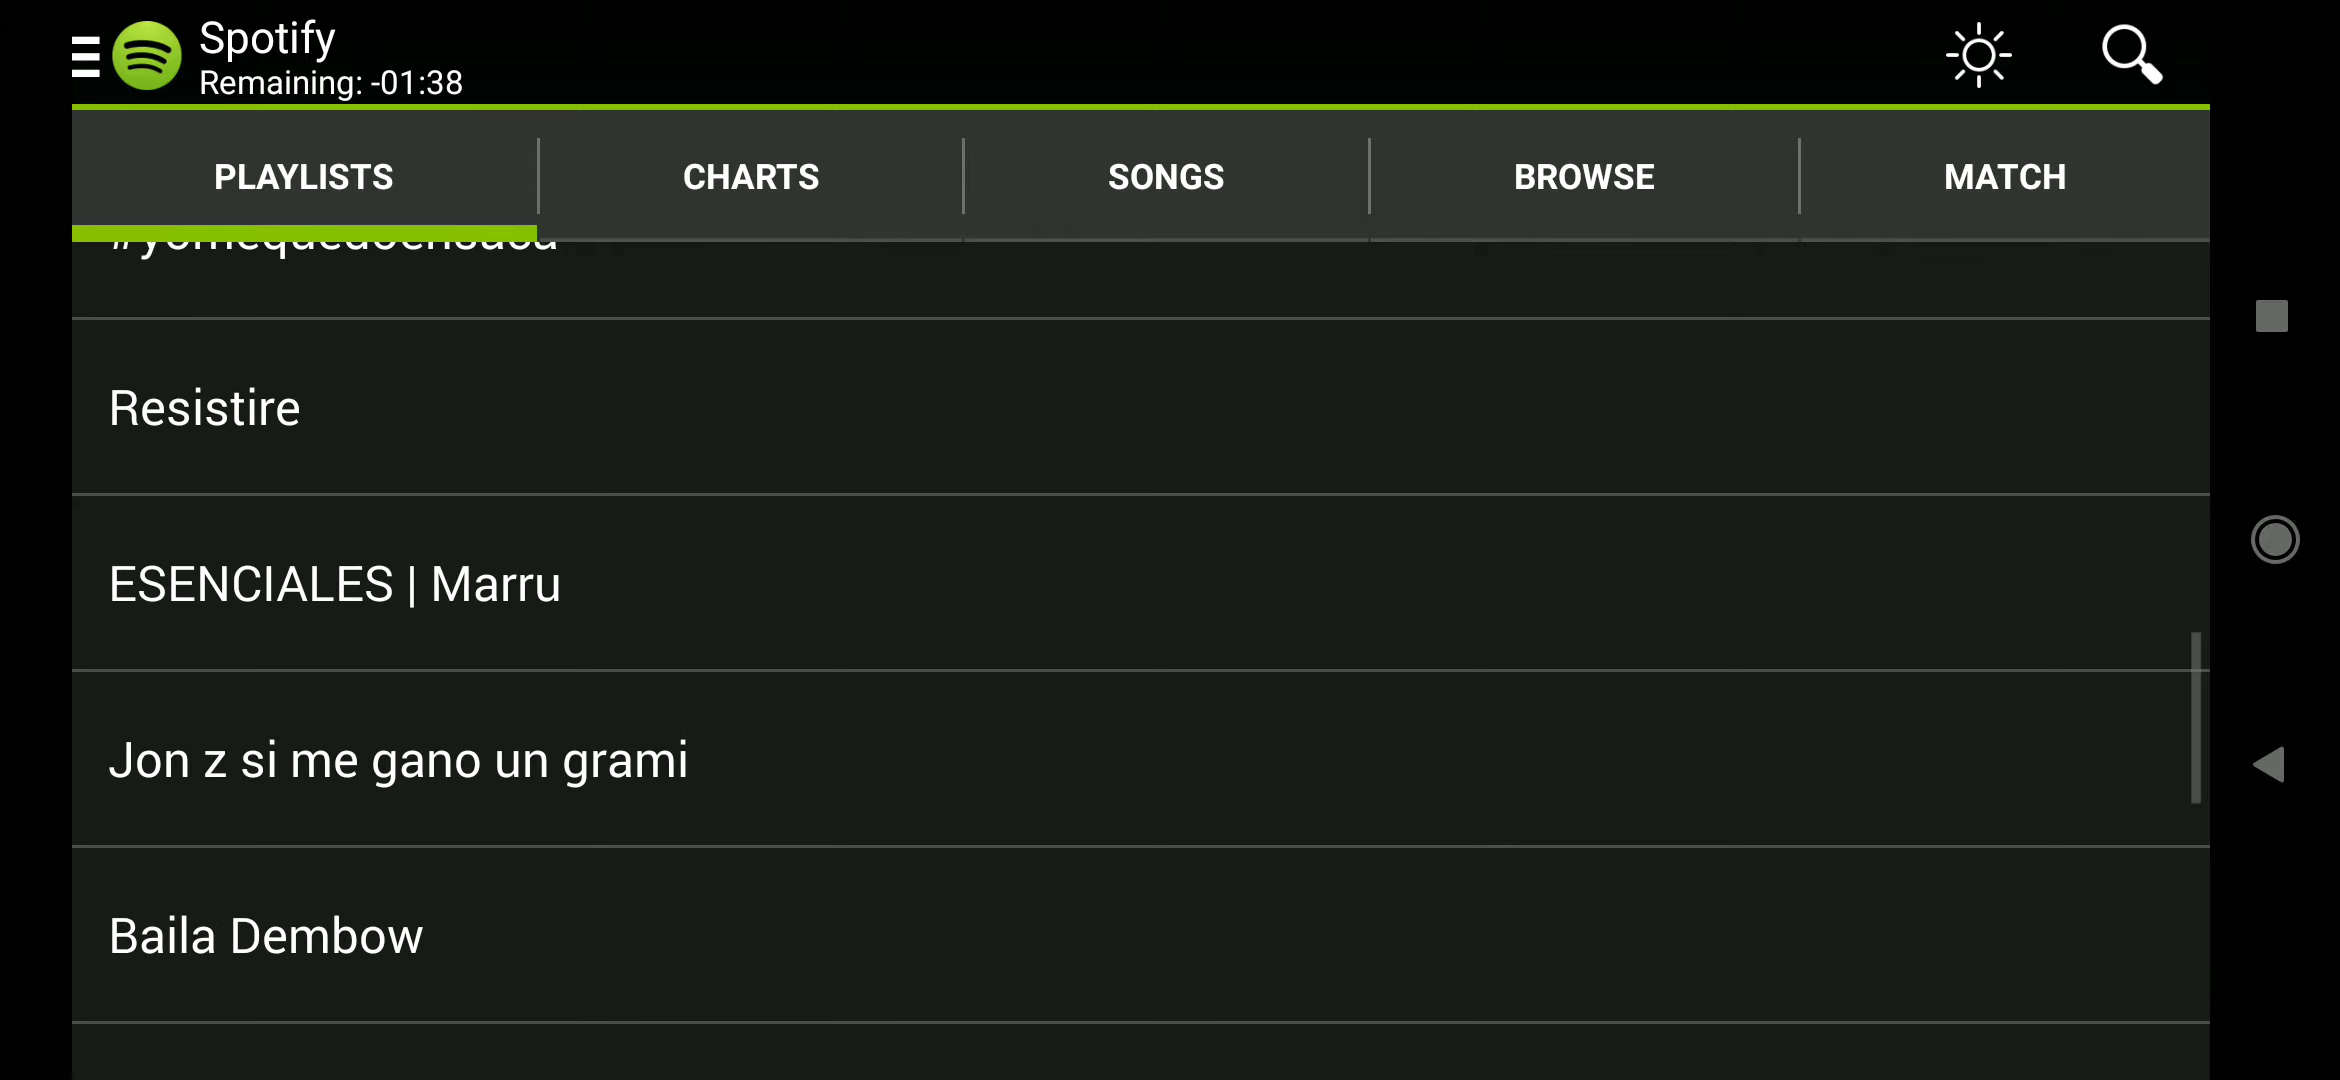 Spotify
Remaining: -01:38
PLAYLISTS
CHARTS
SONGS
BROWSE
MATCH
Resistire
ESENCIALES | Marru
Jon z si me gano un grami
Baila Dembow